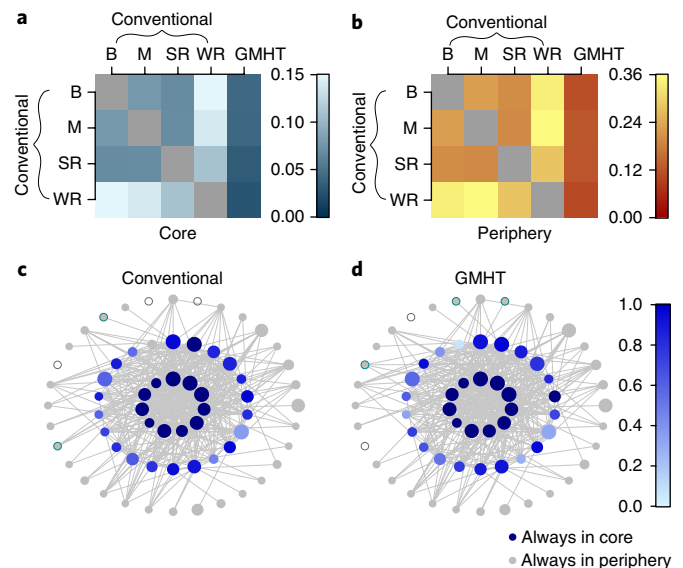 a
Conventional
B M SR WR GMHT
Conventional
B
M
SR
WR
0.15
0.10
0.05
0.00
Core
b
Conventional
B M SR WR GMHT
Conventional
B
M
SR
WR
0.36
0.24
0.12
0.00
Periphery
c
Conventional
d
GMHT
1.0
0.8
0.6
0.4
0.2
0.0
Always in core
Always in periphery